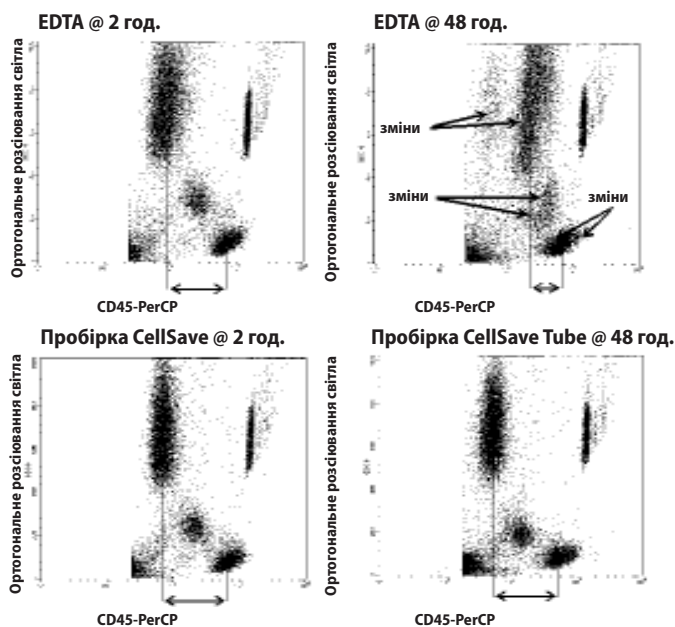 EDTA @ 2 год.
EDTA @ 48 год.
Ортогональне розсіювання світла
Ортогональне розсіювання світла
зміни
зміни
зміни
CD45-PerCP
CD45-PerCP
Пробірка CellSave @ 2 год.
Пробірка CellSave Tube @ 48 год.
Ортогональне розсіювання світла
Ортогональне розсіювання світла
CD45-PerCP
CD45-PerCP